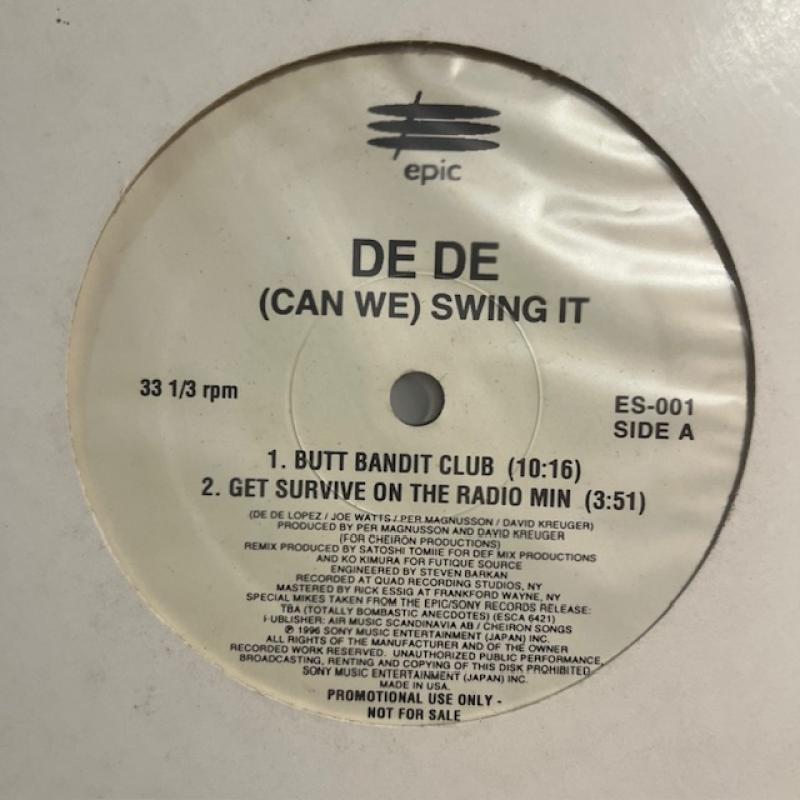 epic
DE DE
(CAN WE) SWING IT
33 1/3 rpm
ES-001
SIDE A
1. BUTT BANDIT CLUB (10:16)
2. GET SURVIVE ON THE RADIO MIN (3:51)
(DE DE LOPEZ / JOE WATTS / PER MAGNUSSON / DAVID KREUGER)
PRODUCED BY PER MAGNUSSON AND DAVID KREUGER
(FOR CHEIRON PRODUCTIONS)
REMIX PRODUCED BY SATOSHI TOMIIE FOR DEF MIX PRODUCTIONS
AND KO KIMURA FOR FUTIQUE SOURCE
ENGINEERED BY STEVEN BARKAN
RECORDED AT QUAD RECORDING STUDIOS, NY
MASTERED BY RICK ESSIG AT FRANKFORD WAYNE, NY
SPECIAL MIKES TAKEN FROM THE EPIC/SONY RECORDS RELEASE:
TBA (TOTALLY BOMBASTIC ANECDOTES) (ESCA 6421)
PUBLISHER: AIR MUSIC SCANDINAVIA AB / CHEIRON SONGS
℗ 1996 SONY MUSIC ENTERTAINMENT (JAPAN) INC.
ALL RIGHTS OF THE MANUFACTURER AND OF THE OWNER
RECORDED WORK RESERVED. UNAUTHORIZED PUBLIC PERFORMANCE,
BROADCASTING, RENTING AND COPYING OF THIS DISK PROHIBITED.
SONY MUSIC ENTERTAINMENT (JAPAN) INC.
MADE IN USA.
PROMOTIONAL USE ONLY -
NOT FOR SALE